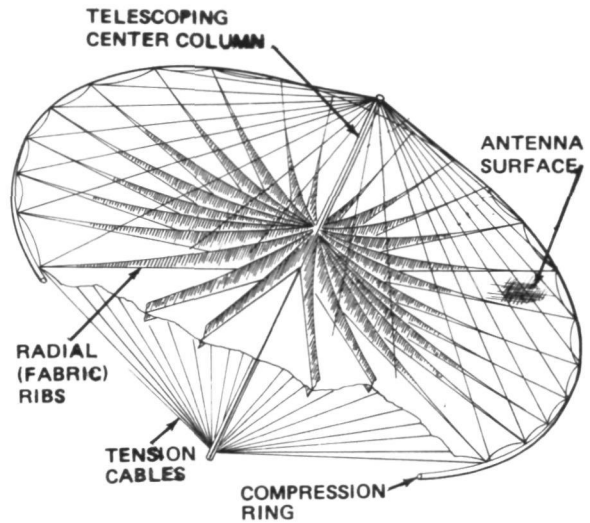 TELESCOPING
CENTER COLUMN
ANTENNA
SURFACE
RADIAL
(FABRIC)
RIBS
TENSION
CABLES
COMPRESSION
RING